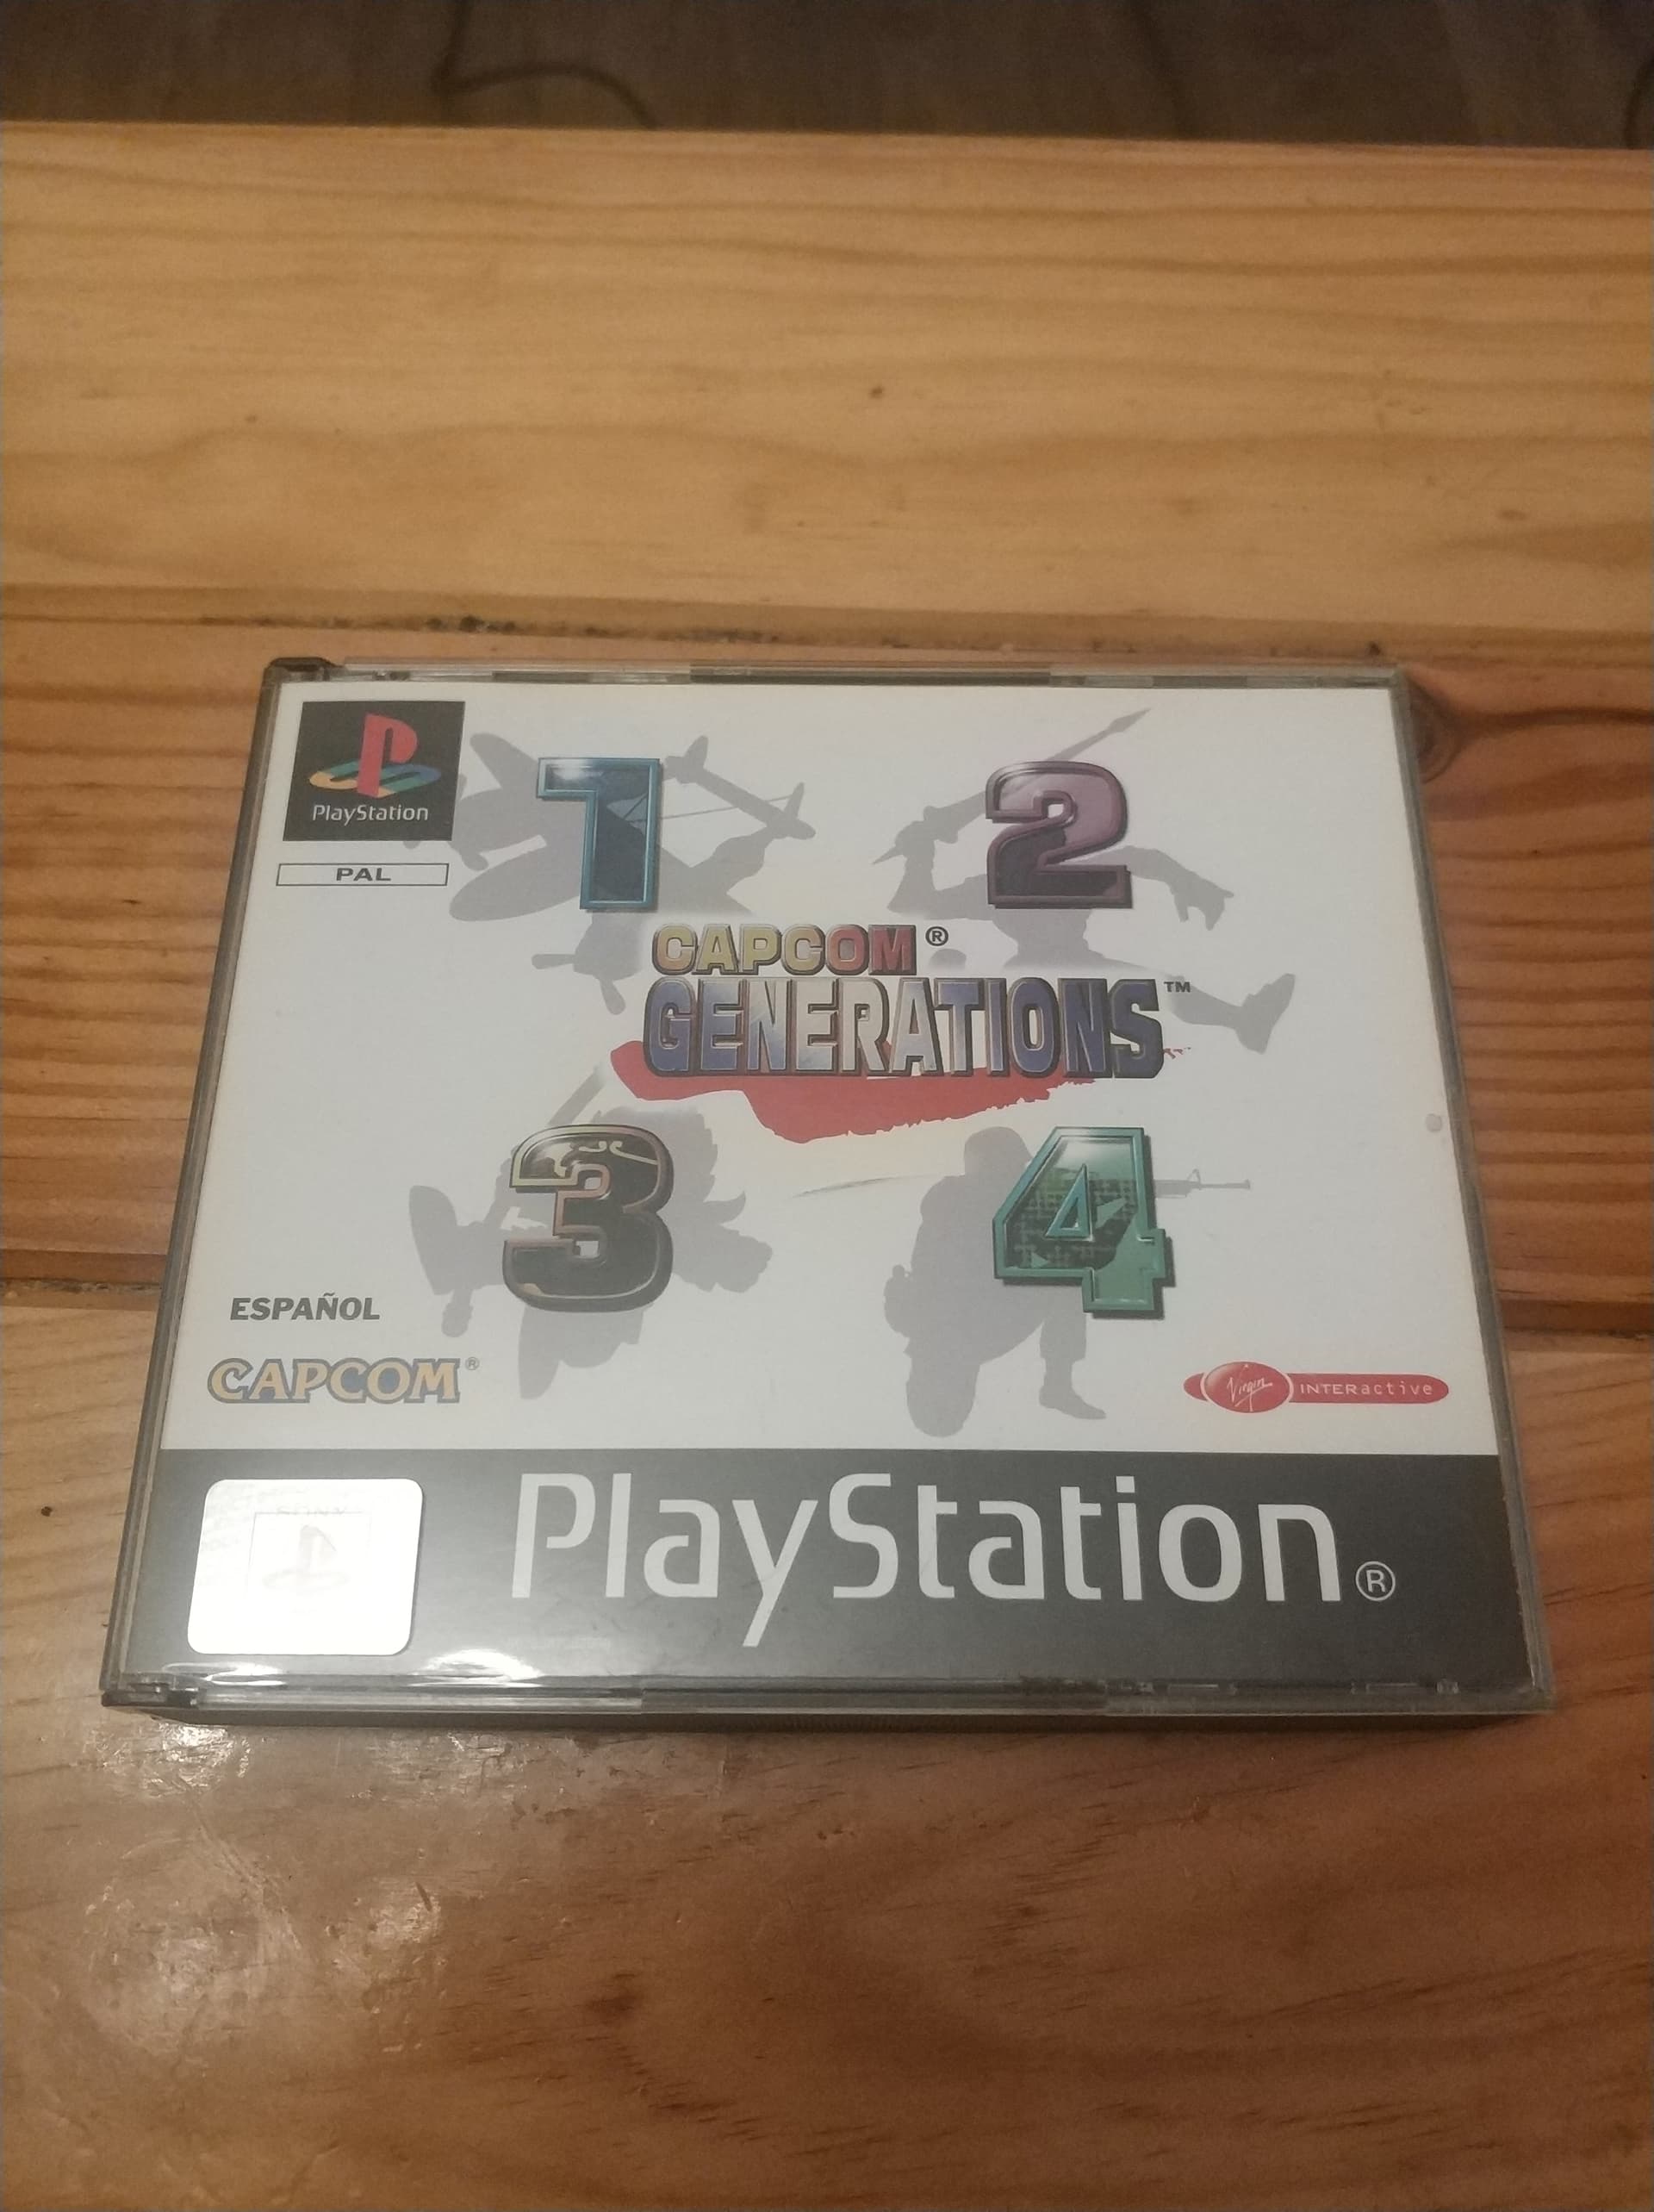 PlayStation
PAL
1
2
CAPCOM®
GENERATIONS™
3
4
ESPAÑOL
CAPCOM®
Virgin INTERactive
PlayStation®